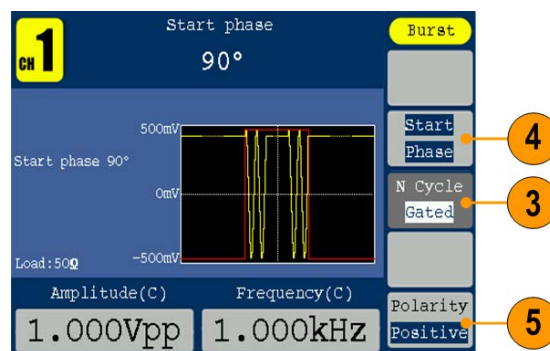 CH 1
Start phase
90°
Burst
Start
Phase
4
N Cycle
Gated
3
500mV
Start phase 90°
0mV
-500mV
Load:50Ω
Amplitude(C)
Frequency(C)
1.000Vpp
1.000kHz
Polarity
Positive
5